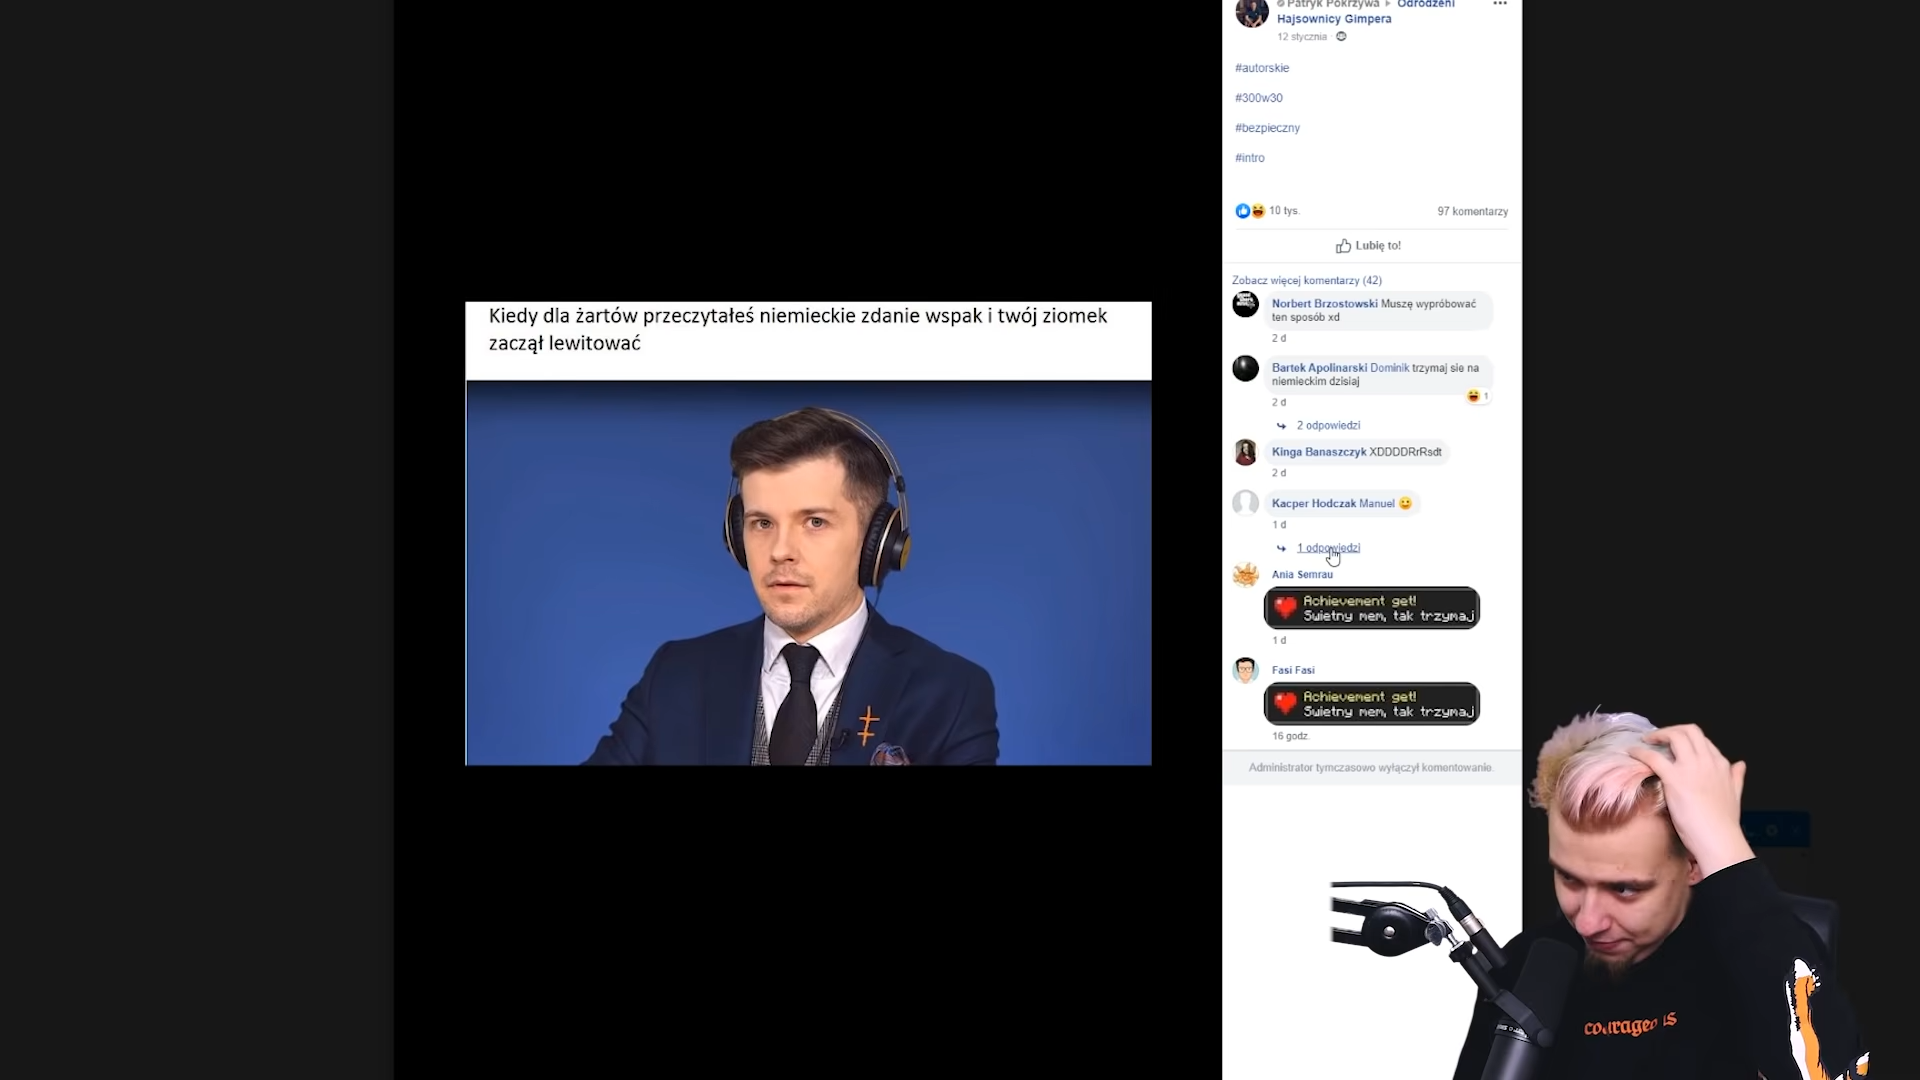 Kiedy dla żartów przeczytałeś niemieckie zdanie wspak i twój ziomek
zaczął lewitować
Patryk Pokrzywa ▸ Odrodzeni
Hajsownicy Gimpera
12 stycznia ·
#autorskie
#300w30
#bezpieczny
#intro
10 tys.
97 komentarzy
Lubię to!
Zobacz więcej komentarzy (42)
Norbert Brzostowski Muszę wypróbować
ten sposób xd
2 d
Bartek Apolinarski Dominik trzymaj sie na
niemieckim dzisiaj
1
2 d
2 odpowiedzi
Kinga Banaszczyk XDDDDRrRsdt
2 d
Kacper Hodczak Manuel
1 d
1 odpowiedzi
Ania Semrau
Achievement get!
Swietny mem, tak trzymaj
1 d
Fasi Fasi
Achievement get!
Swietny mem, tak trzymaj
16 godz.
Administrator tymczasowo wyłączył komentowanie.